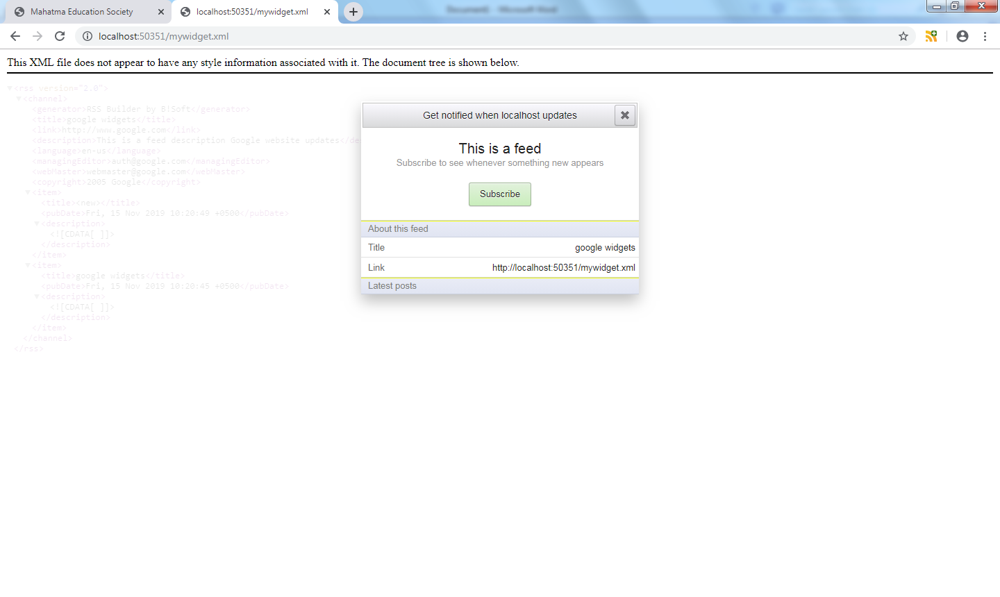 Mahatma Education Society
localhost:50351/mywidget.xml
Document1 - Microsoft Word
localhost:50351/mywidget.xml
This XML file does not appear to have any style information associated with it. The document tree is shown below.
▼<rss version="2.0">
▼<channel>
<generator>RSS Builder by B!Soft</generator>
<title>google widgets</title>
<link>http://www.google.com</link>
<description>This is a feed description Google website updates</des
<language>en-us</language>
<managingEditor>auth@google.com</managingEditor>
<webMaster>webmaster@google.com</webMaster>
<copyright>2005 Google</copyright>
▼<item>
<title><new></title>
<pubDate>Fri, 15 Nov 2019 10:20:49 +0500</pubDate>
▼<description>
<![CDATA[ ]]>
</description>
</item>
▼<item>
<title>google widgets</title>
<pubDate>Fri, 15 Nov 2019 10:20:45 +0500</pubDate>
▼<description>
<![CDATA[ ]]>
</description>
</item>
</channel>
</rss>
Get notified when localhost updates
This is a feed
Subscribe to see whenever something new appears
Subscribe
About this feed
Title google widgets
Link http://localhost:50351/mywidget.xml
Latest posts